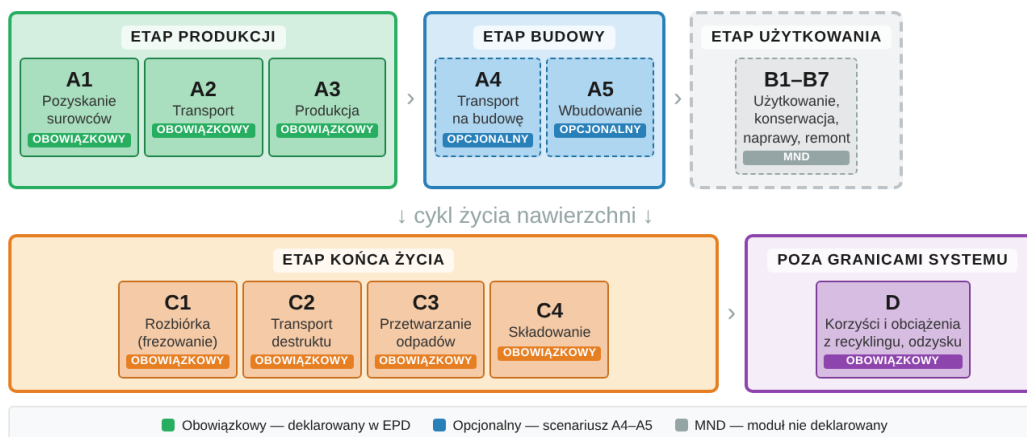 ETAP PRODUKCJI
A1
Pozyskanie
surowców
OBOWIĄZKOWY
A2
Transport
OBOWIĄZKOWY
A3
Produkcja
OBOWIĄZKOWY
›
ETAP BUDOWY
A4
Transport
na budowę
OPCJONALNY
A5
Wbudowanie
OPCJONALNY
›
ETAP UŻYTKOWANIA
B1–B7
Użytkowanie,
konserwacja,
naprawy, remont
MND
↓ cykl życia nawierzchni ↓
ETAP KOŃCA ŻYCIA
C1
Rozbiórka
(frezowanie)
OBOWIĄZKOWY
C2
Transport
destruktu
OBOWIĄZKOWY
C3
Przetwarzanie
odpadów
OBOWIĄZKOWY
C4
Składowanie
OBOWIĄZKOWY
›
POZA GRANICAMI SYSTEMU
D
Korzyści i obciążenia
z recyklingu, odzysku
OBOWIĄZKOWY
Obowiązkowy — deklarowany w EPD
Opcjonalny — scenariusz A4–A5
MND — moduł nie deklarowany